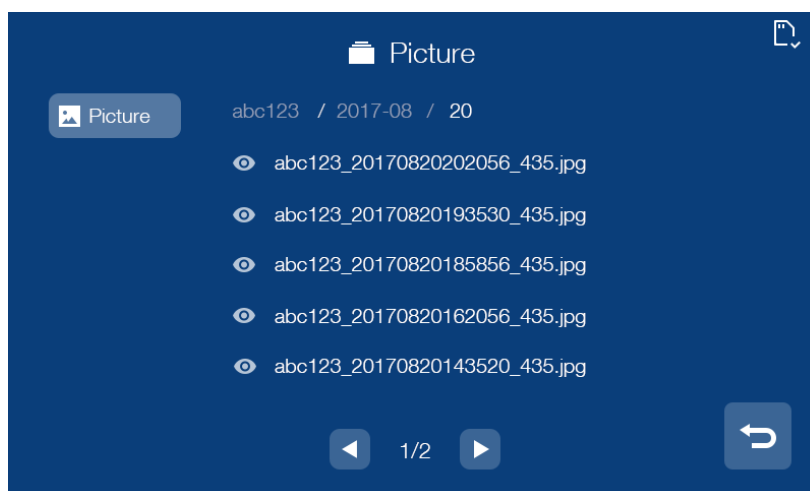 Picture
Picture
abc123 / 2017-08 / 20
abc123_20170820202056_435.jpg
abc123_20170820193530_435.jpg
abc123_20170820185856_435.jpg
abc123_20170820162056_435.jpg
abc123_20170820143520_435.jpg
1/2